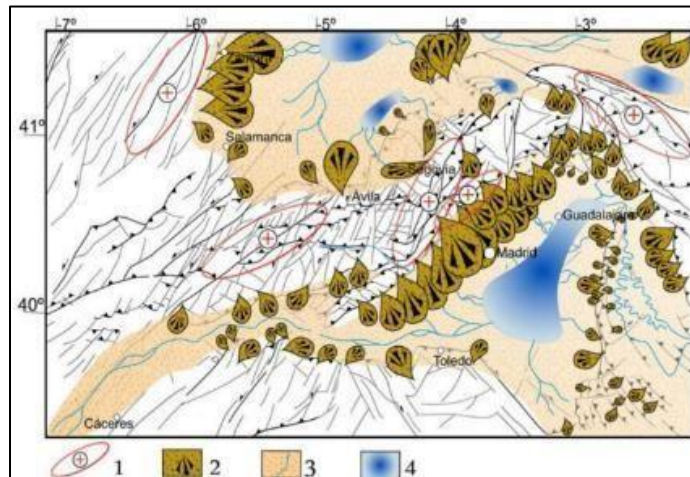 -7° -6° -5° -4° -3°
41°
Salamanca
Segovia
Ávila
Guadalajara
Madrid
40°
Toledo
Cáceres
1 2 3 4